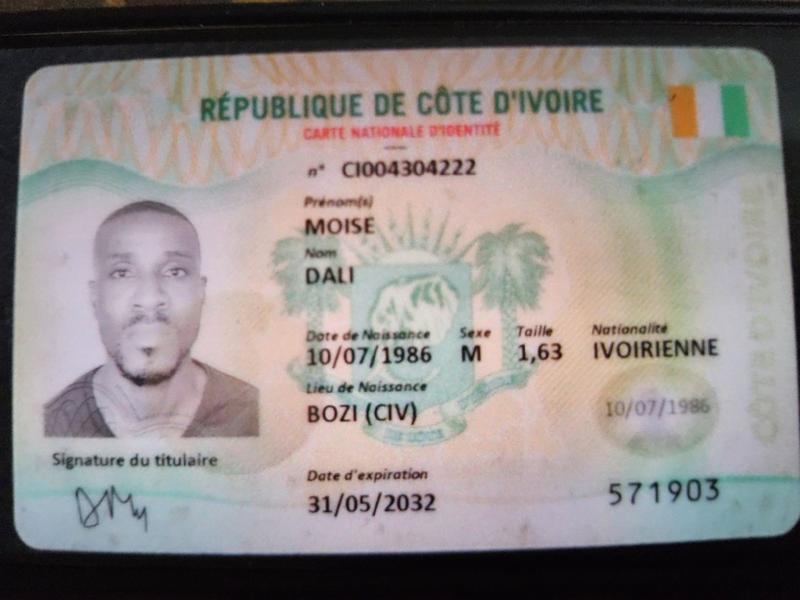 RÉPUBLIQUE DE CÔTE D'IVOIRE
CARTE NATIONALE D'IDENTITÉ
n° CI004304222
Prénom(s)
MOISE
Nom
DALI
Date de Naissance Sexe Taille Nationalité
10/07/1986 M 1,63 IVOIRIENNE
Lieu de Naissance
BOZI (CIV)
10/07/1986
Signature du titulaire
Date d'expiration
31/05/2032
571903